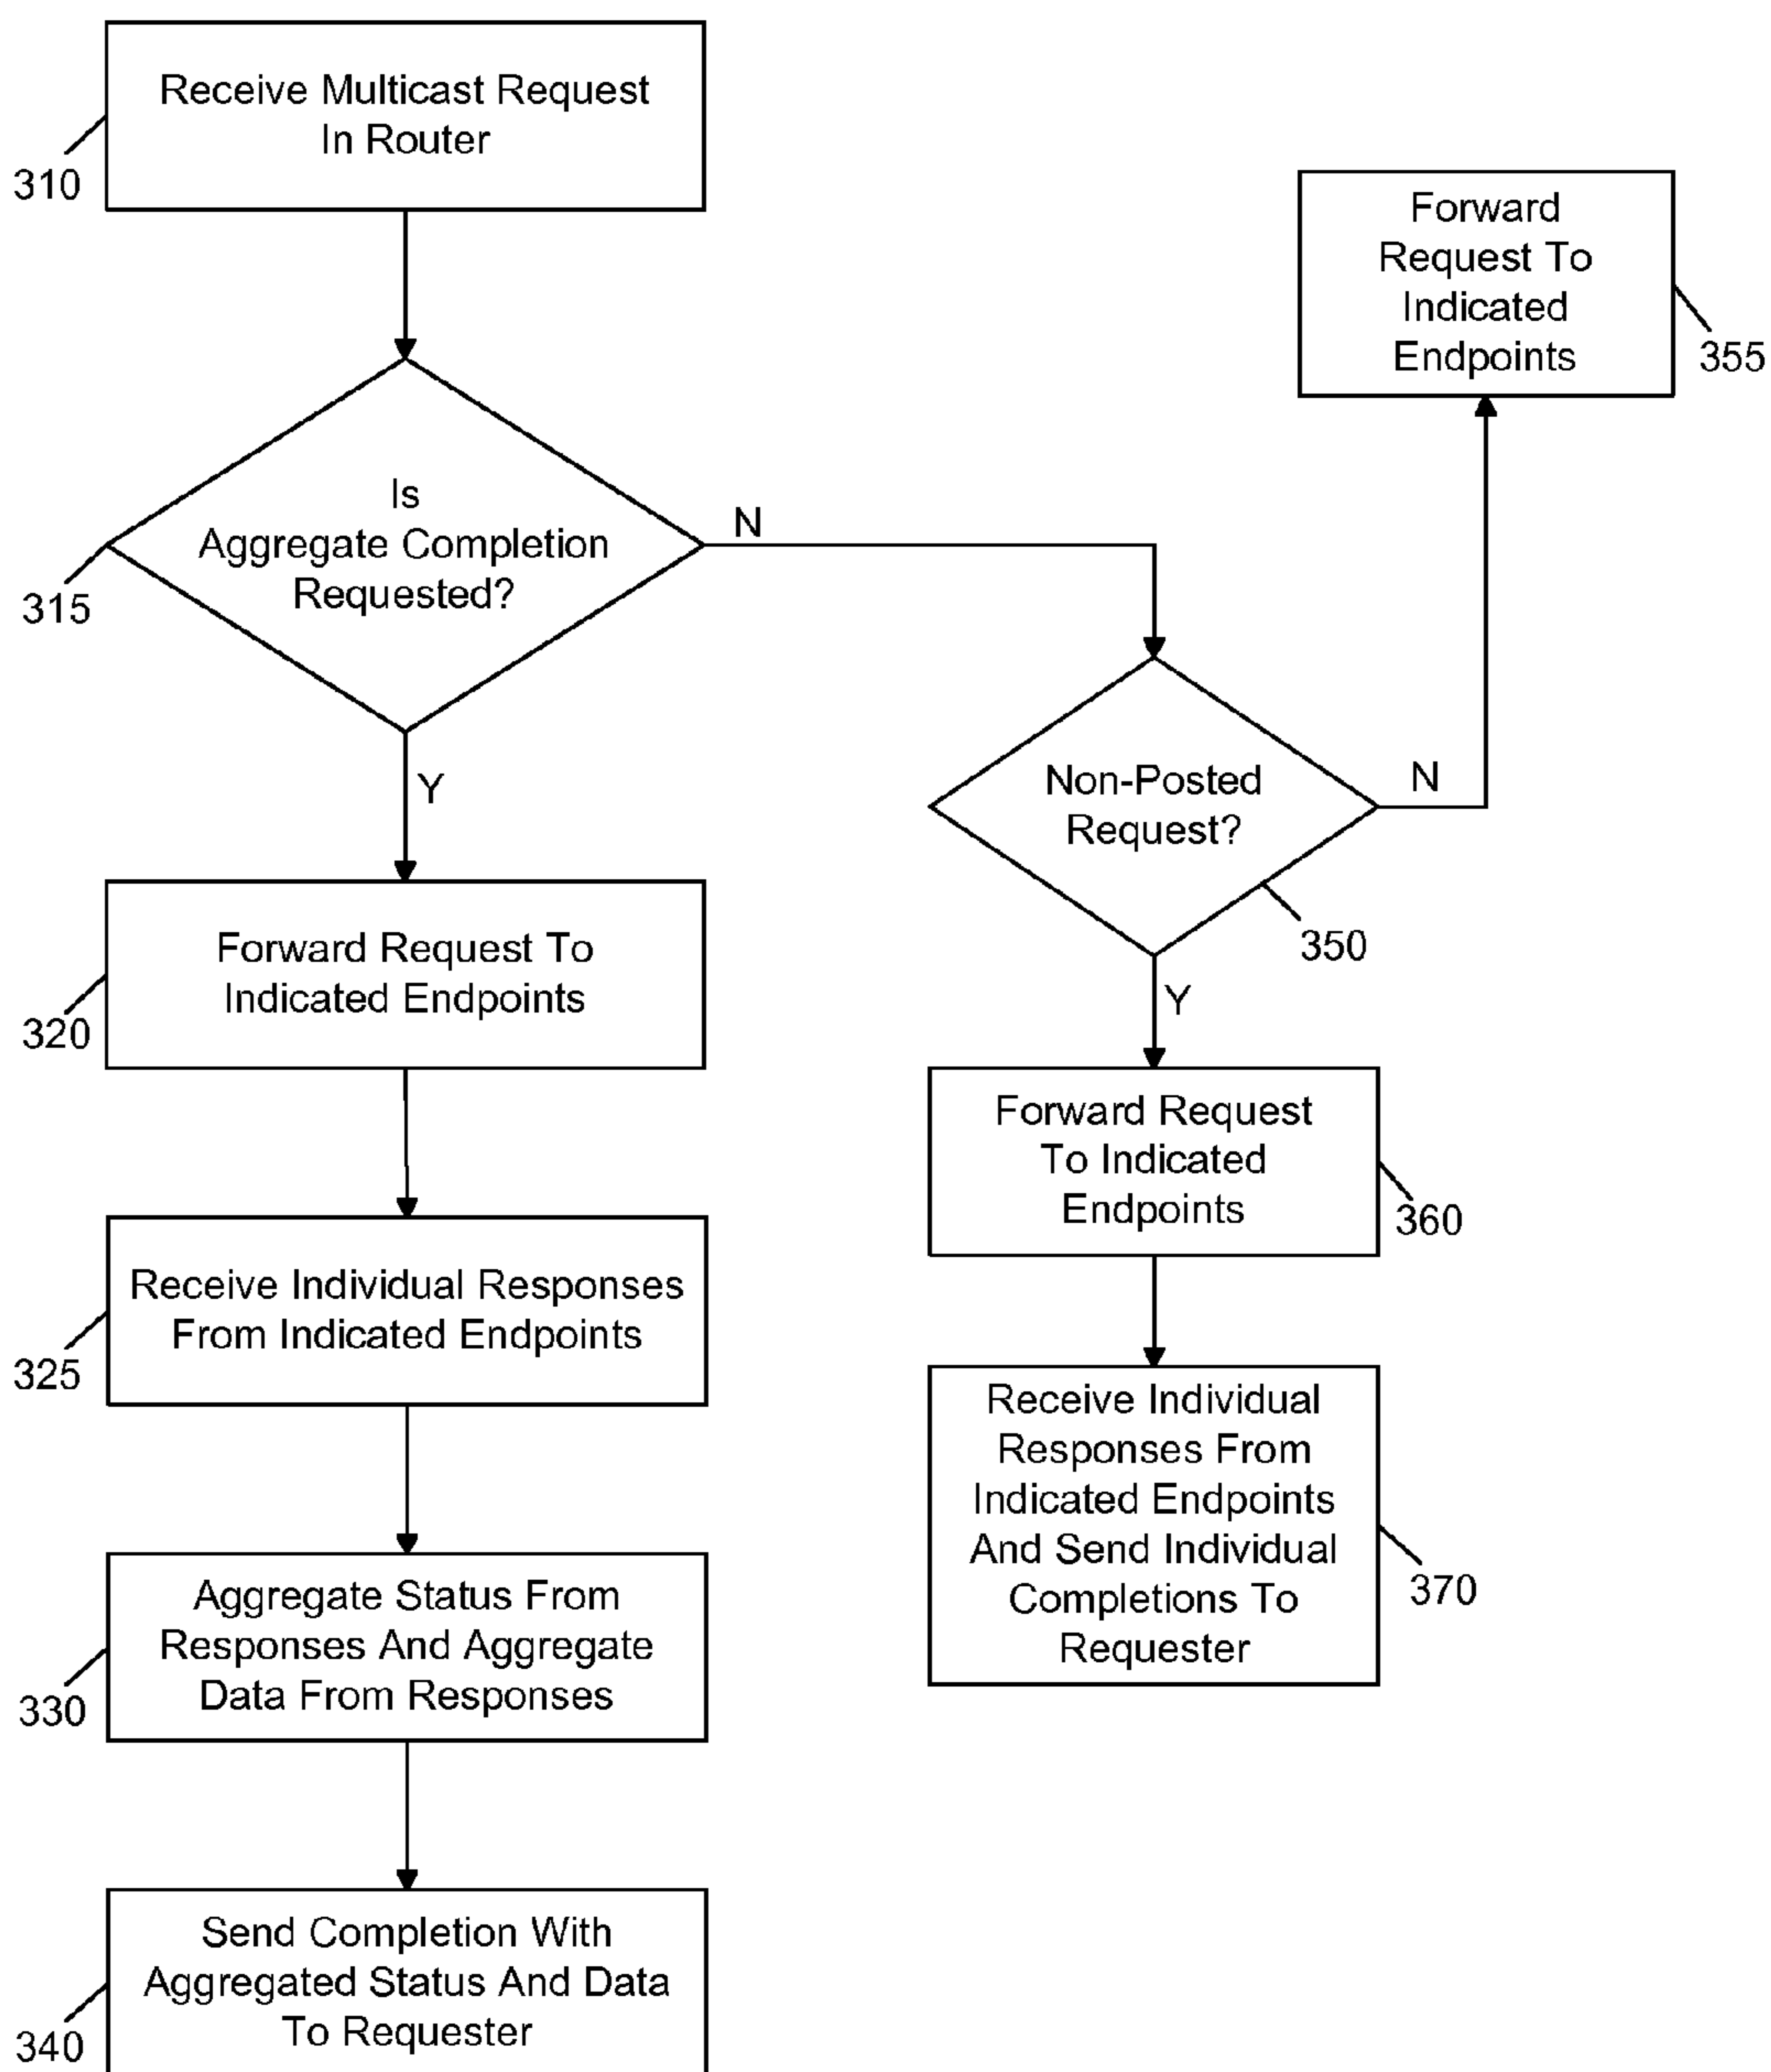 Receive Multicast Request
In Router
310
Is
Aggregate Completion
Requested?
315
N
Y
Forward Request To
Indicated Endpoints
320
Receive Individual Responses
From Indicated Endpoints
325
Aggregate Status From
Responses And Aggregate
Data From Responses
330
Send Completion With
Aggregated Status And Data
To Requester
340
Forward
Request To
Indicated
Endpoints
355
Non-Posted
Request?
N
350
Y
Forward Request
To Indicated
Endpoints
360
Receive Individual
Responses From
Indicated Endpoints
And Send Individual
Completions To
Requester
370